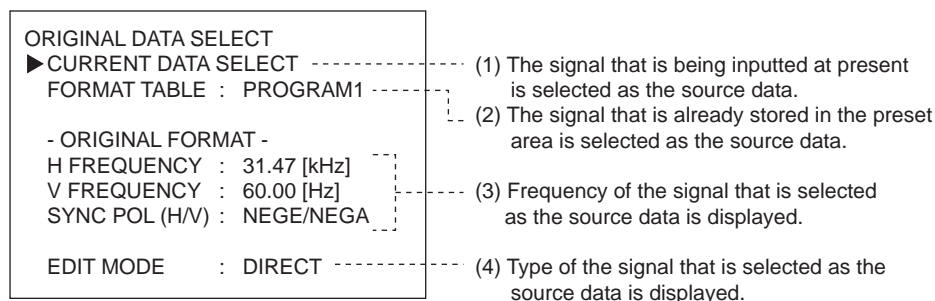 ORIGINAL DATA SELECT
▶CURRENT DATA SELECT
FORMAT TABLE : PROGRAM1
- ORIGINAL FORMAT -
H FREQUENCY : 31.47 [kHz]
V FREQUENCY : 60.00 [Hz]
SYNC POL (H/V) : NEGE/NEGA
EDIT MODE : DIRECT
(1) The signal that is being inputted at present
is selected as the source data.
(2) The signal that is already stored in the preset
area is selected as the source data.
(3) Frequency of the signal that is selected
as the source data is displayed.
(4) Type of the signal that is selected as the
source data is displayed.